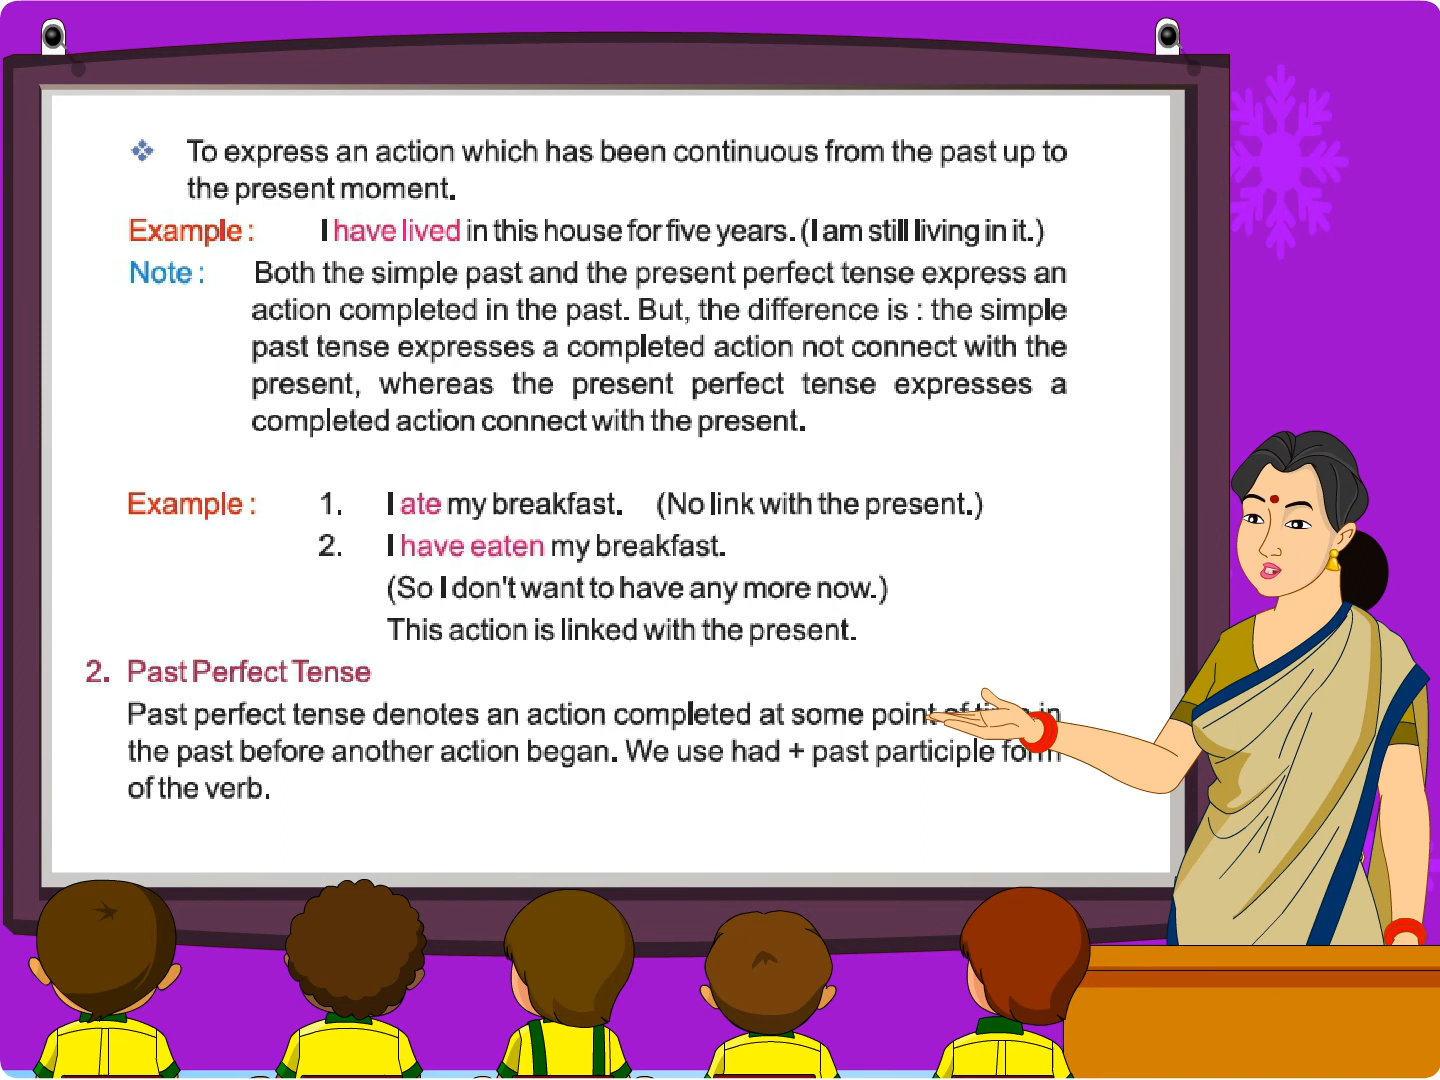 ❖ To express an action which has been continuous from the past up to
the present moment.
Example : I have lived in this house for five years. (I am still living in it.)
Note : Both the simple past and the present perfect tense express an
action completed in the past. But, the difference is : the simple
past tense expresses a completed action not connect with the
present, whereas the present perfect tense expresses a
completed action connect with the present.
Example : 1. I ate my breakfast. (No link with the present.)
2. I have eaten my breakfast.
(So I don't want to have any more now.)
This action is linked with the present.
2. Past Perfect Tense
Past perfect tense denotes an action completed at some point of time in
the past before another action began. We use had + past participle form
of the verb.